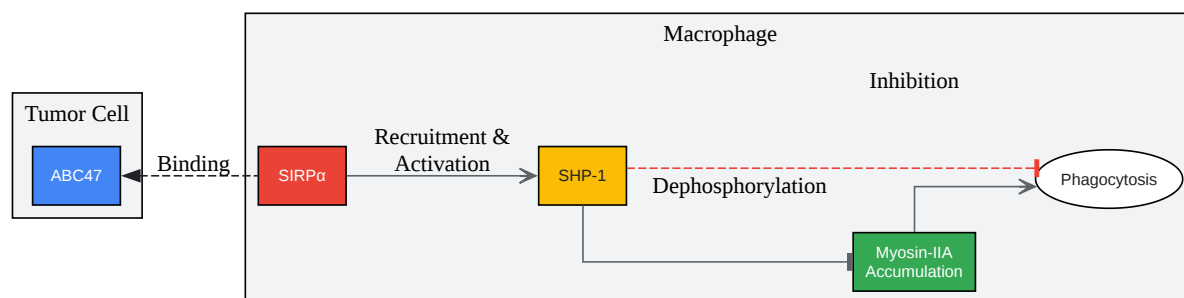 Macrophage
Inhibition
Tumor Cell
ABC47
Binding
SIRPα
Recruitment &
Activation
SHP-1
Dephosphorylation
Phagocytosis
Myosin-IIA
Accumulation